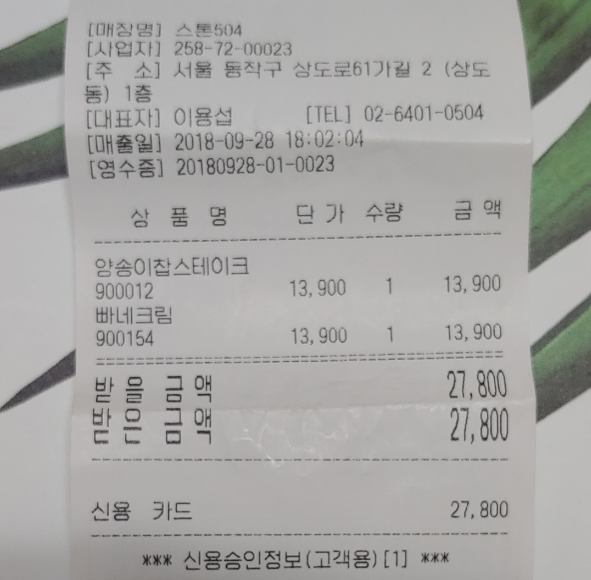 [매장명] 스톤504
[사업자] 258-72-00023
[주 소] 서울 동작구 상도로61가길 2 (상도
동) 1층
[대표자] 이용섭 [TEL] 02-6401-0504
[매출일] 2018-09-28 18:02:04
[영수증] 20180928-01-0023
상 품 명 단 가 수량 금 액
양송이찹스테이크
900012 13,900 1 13,900
빠네크림
900154 13,900 1 13,900
받 을 금 액 27,800
받 은 금 액 27,800
신용 카드 27,800
*** 신용승인정보(고객용)[1] ***